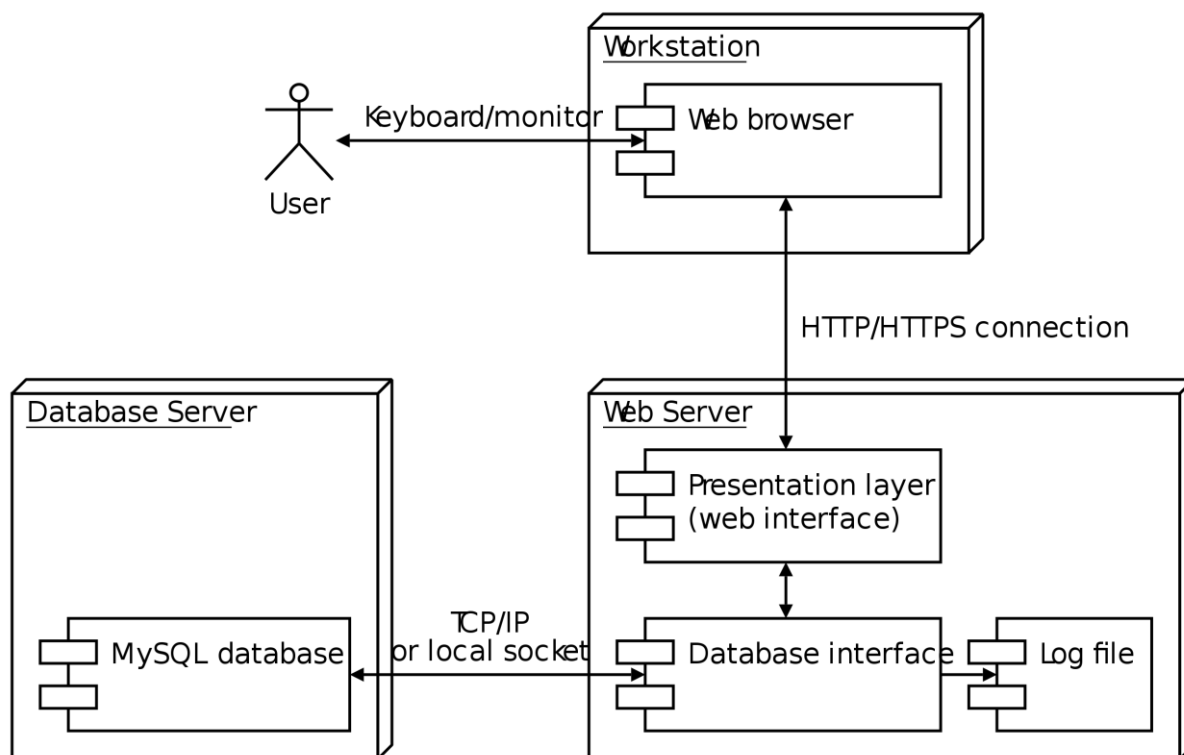 Workstation
Keyboard/monitor
Web browser
User
HTTP/HTTPS connection
Database Server
Web Server
Presentation layer
(web interface)
TCP/IP
or local socket
MySQL database
Database interface
Log file